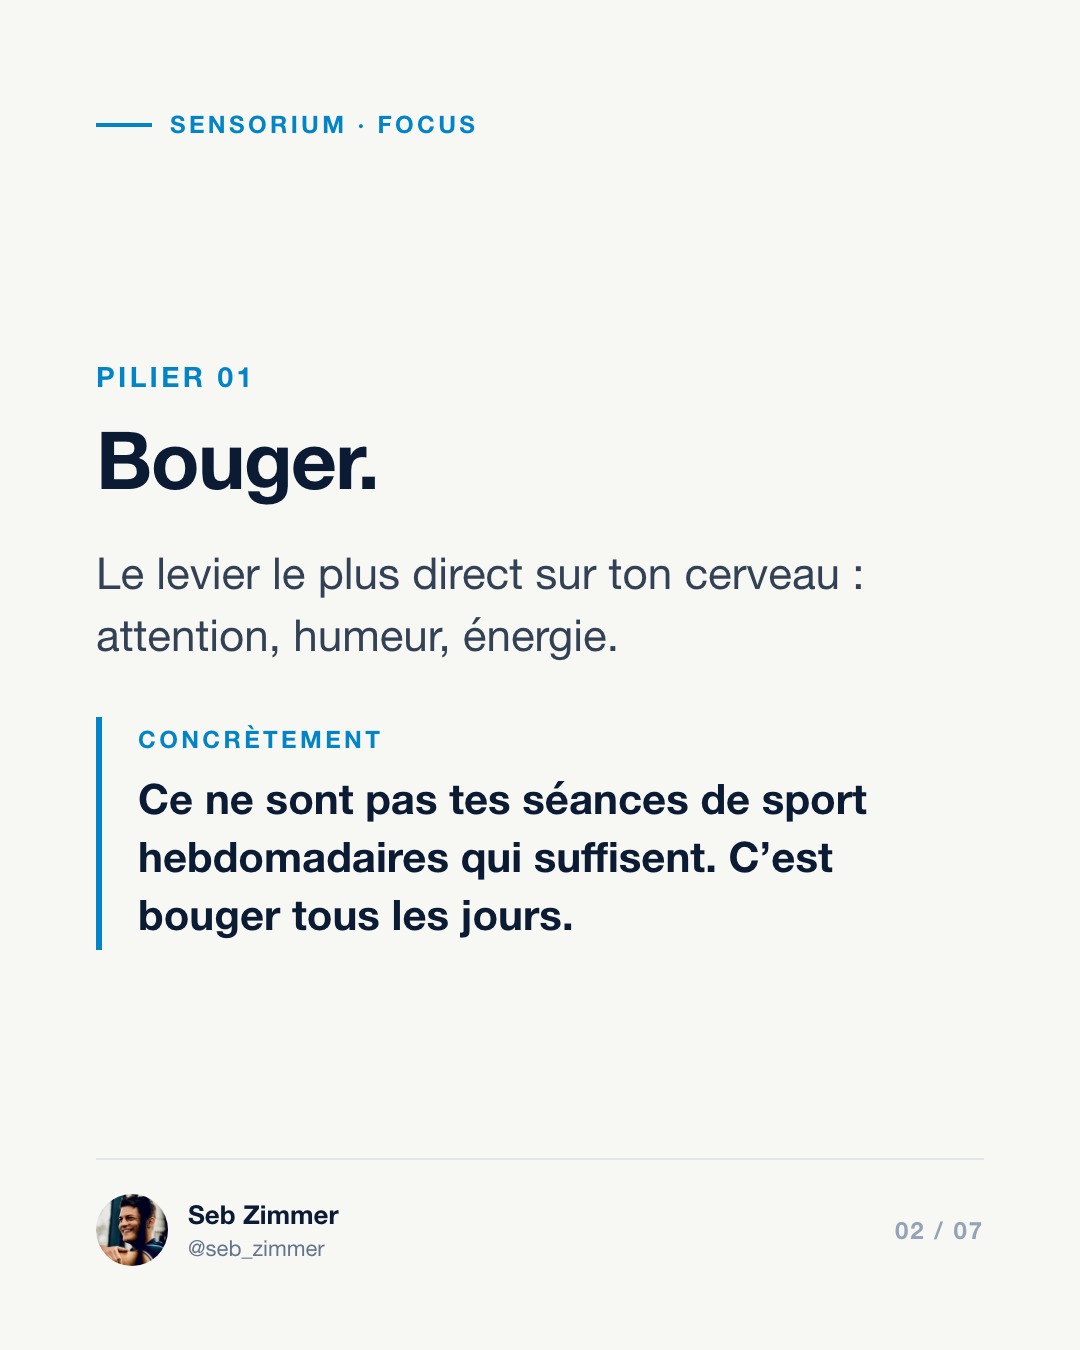 SENSORIUM · FOCUS
PILIER 01
Bouger.
Le levier le plus direct sur ton cerveau :
attention, humeur, énergie.
CONCRÈTEMENT
Ce ne sont pas tes séances de sport
hebdomadaires qui suffisent. C’est
bouger tous les jours.
Seb Zimmer
@seb_zimmer
02 / 07